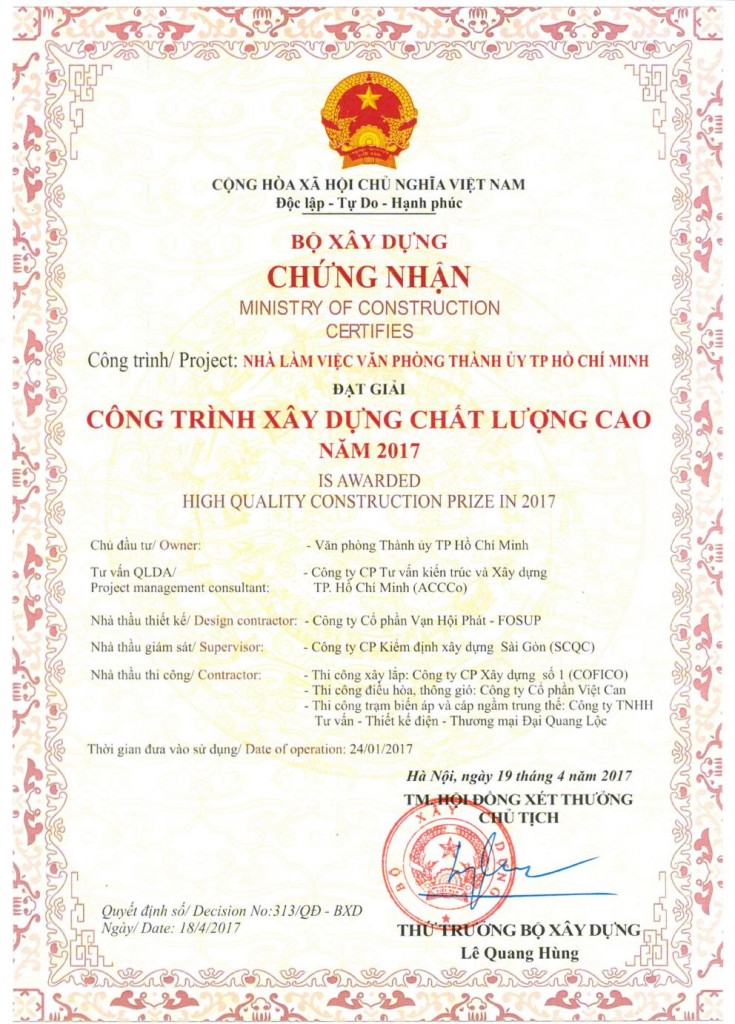 CỘNG HÒA XÃ HỘI CHỦ NGHĨA VIỆT NAM
Độc lập - Tự Do - Hạnh phúc
BỘ XÂY DỰNG
CHỨNG NHẬN
MINISTRY OF CONSTRUCTION
CERTIFIES
Công trình/ Project: NHÀ LÀM VIỆC VĂN PHÒNG THÀNH ỦY TP HỒ CHÍ MINH
ĐẠT GIẢI
CÔNG TRÌNH XÂY DỰNG CHẤT LƯỢNG CAO
NĂM 2017
IS AWARDED
HIGH QUALITY CONSTRUCTION PRIZE IN 2017
Chủ đầu tư/ Owner: - Văn phòng Thành ủy TP Hồ Chí Minh
Tư vấn QLDA/ - Công ty CP Tư vấn kiến trúc và Xây dựng
Project management consultant: TP. Hồ Chí Minh (ACCCo)
Nhà thầu thiết kế/ Design contractor: - Công ty Cổ phần Vạn Hội Phát - FOSUP
Nhà thầu giám sát/ Supervisor: - Công ty CP Kiểm định xây dựng Sài Gòn (SCQC)
Nhà thầu thi công/ Contractor: - Thi công xây lắp: Công ty CP Xây dựng số 1 (COFICO)
- Thi công điều hòa, thông gió: Công ty Cổ phần Việt Can
- Thi công trạm biến áp và cáp ngầm trung thế: Công ty TNHH
Tư vấn - Thiết kế điện - Thương mại Đại Quang Lộc
Thời gian đưa vào sử dụng/ Date of operation: 24/01/2017
Hà Nội, ngày 19 tháng 4 năm 2017
TM. HỘI ĐỒNG XÉT THƯỞNG
CHỦ TỊCH
BỘ XÂY DỰNG
Quyết định số/ Decision No:313/QĐ - BXD
Ngày/ Date: 18/4/2017
THỨ TRƯỞNG BỘ XÂY DỰNG
Lê Quang Hùng